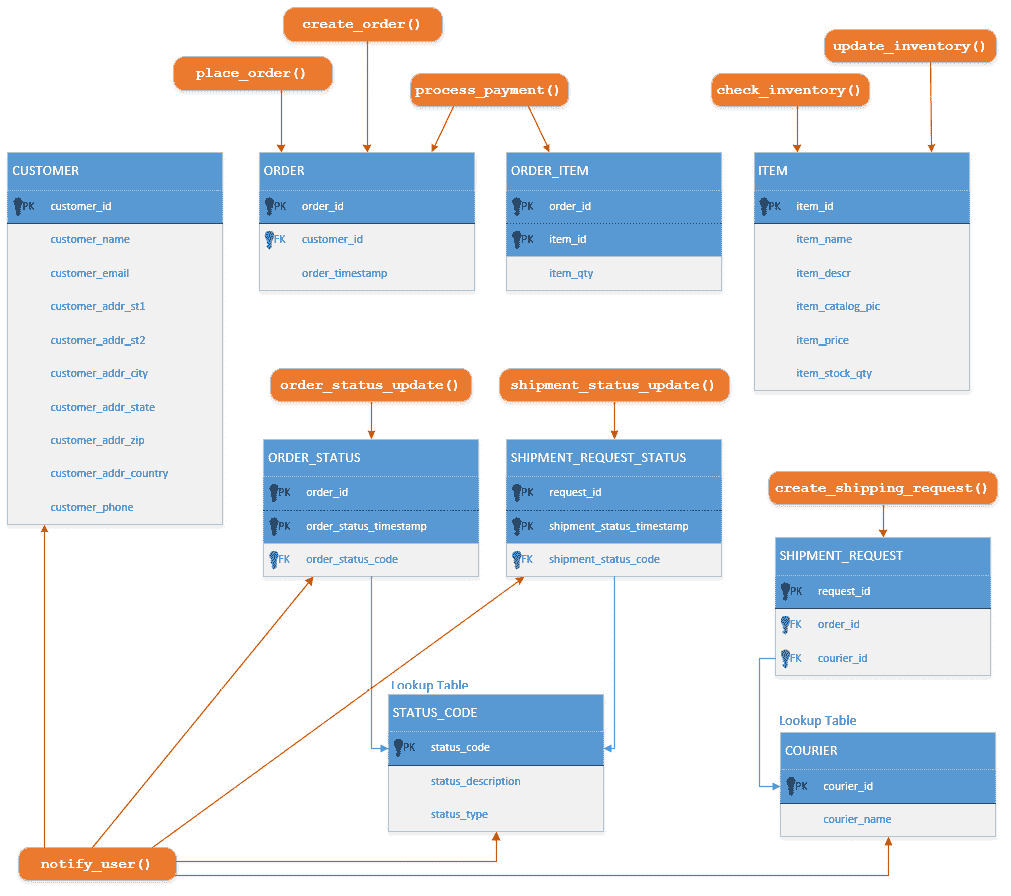 create_order()
update_inventory()
place_order()
process_payment()
check_inventory()
CUSTOMER
PK customer_id
customer_name
customer_email
customer_addr_st1
customer_addr_st2
customer_addr_city
customer_addr_state
customer_addr_zip
customer_addr_country
customer_phone
ORDER
PK order_id
FK customer_id
order_timestamp
ORDER_ITEM
PK order_id
PK item_id
item_qty
ITEM
PK item_id
item_name
item_descr
item_catalog_pic
item_price
item_stock_qty
order_status_update()
shipment_status_update()
ORDER_STATUS
PK order_id
PK order_status_timestamp
FK order_status_code
SHIPMENT_REQUEST_STATUS
PK request_id
PK shipment_status_timestamp
FK shipment_status_code
create_shipping_request()
SHIPMENT_REQUEST
PK request_id
FK order_id
FK courier_id
Lookup Table
STATUS_CODE
PK status_code
status_description
status_type
Lookup Table
COURIER
PK courier_id
courier_name
notify_user()